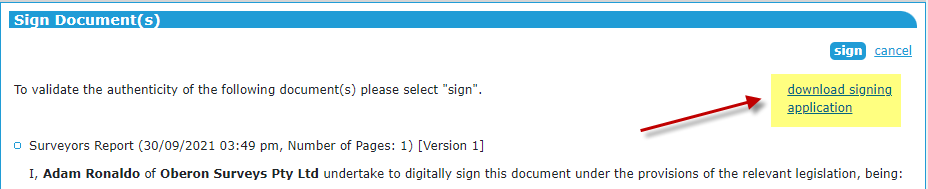 Sign Document(s)
sign cancel
To validate the authenticity of the following document(s) please select "sign".
download signing
application
Surveyors Report (30/09/2021 03:49 pm, Number of Pages: 1) [Version 1]
I, Adam Ronaldo of Oberon Surveys Pty Ltd undertake to digitally sign this document under the provisions of the relevant legislation, being: